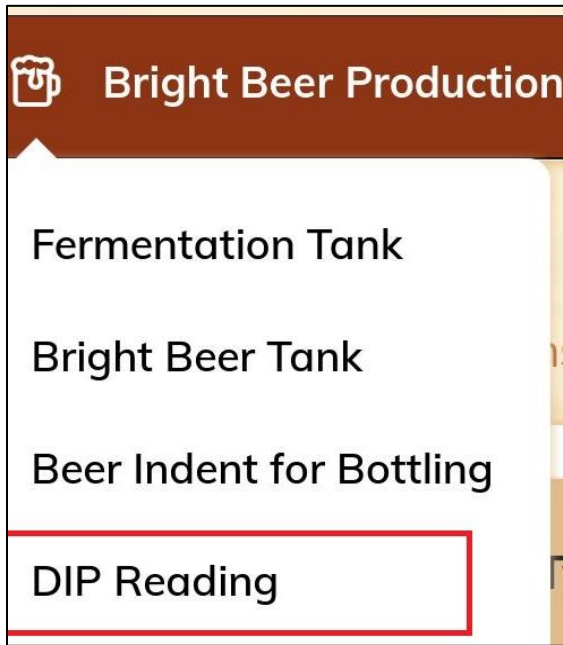 Bright Beer Production
Fermentation Tank
Bright Beer Tank
Beer Indent for Bottling
DIP Reading